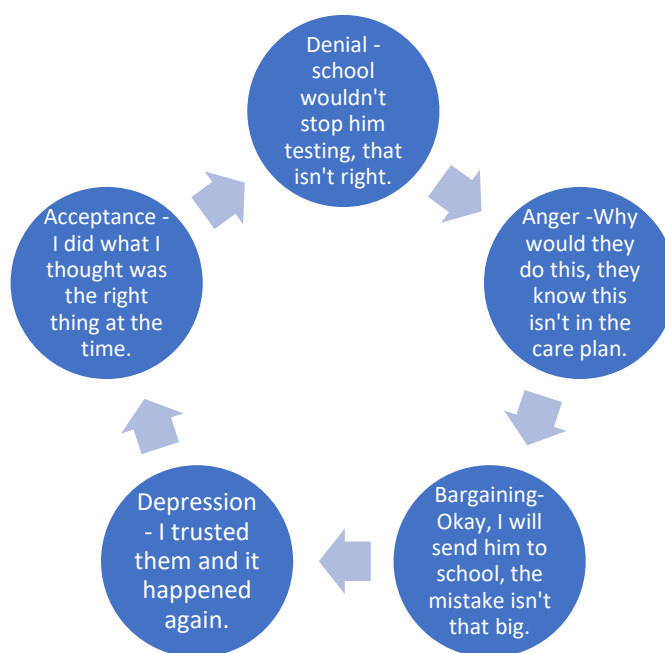 Denial -
school
wouldn't
stop him
testing, that
isn't right.
Anger -Why
would they
do this, they
know this
isn't in the
care plan.
Bargaining-
Okay, I will
send him to
school, the
mistake isn't
that big.
Depression
- I trusted
them and it
happened
again.
Acceptance -
I did what I
thought was
the right
thing at the
time.